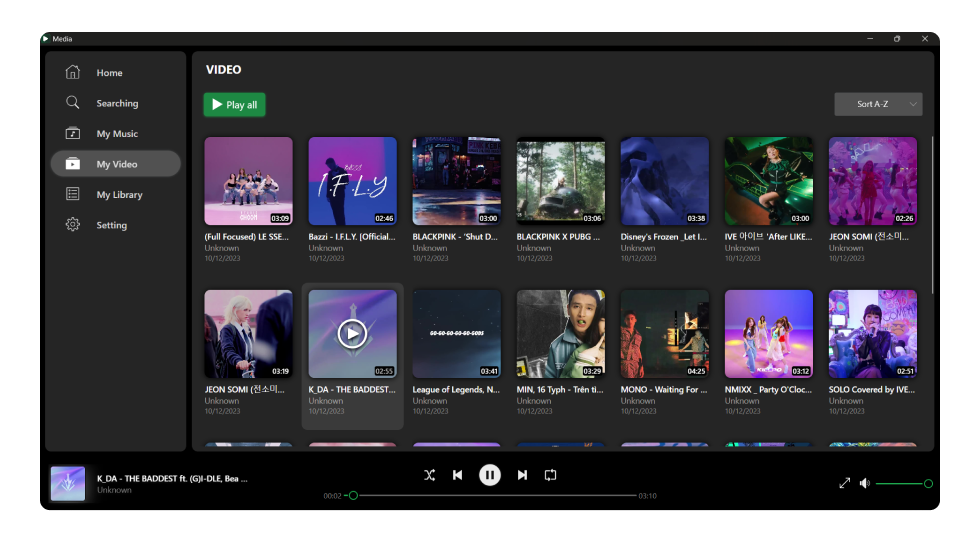 Media
Home
Searching
My Music
My Video
My Library
Setting
VIDEO
Play all
Sort A-Z
03:09
BAZZI
I.F.L.Y
02:46
03:00
03:06
03:38
03:00
02:26
(Full Focused) LE SSE...
Bazzi - I.F.L.Y. [Official...
BLACKPINK - 'Shut D...
BLACKPINK X PUBG ...
Disney's Frozen _Let I...
IVE 아이브 'After LIKE...
JEON SOMI (전소미...
Unknown Unknown Unknown Unknown Unknown Unknown Unknown
10/12/2023 10/12/2023 10/12/2023 10/12/2023 10/12/2023 10/12/2023 10/12/2023
03:19
02:55
GO-GO-GO-GO-GO-GODS
03:41
03:29
04:25
03:12
02:51
JEON SOMI (전소미...
K_DA - THE BADDEST...
League of Legends, N...
MIN, 16 Typh - Trên ti...
MONO - Waiting For ...
NMIXX _ Party O'Cloc...
SOLO Covered by IVE...
Unknown Unknown Unknown Unknown Unknown Unknown Unknown
10/12/2023 10/12/2023 10/12/2023 10/12/2023 10/12/2023 10/12/2023 10/12/2023
K_DA - THE BADDEST ft. (G)I-DLE, Bea ...
Unknown
00:02
03:10